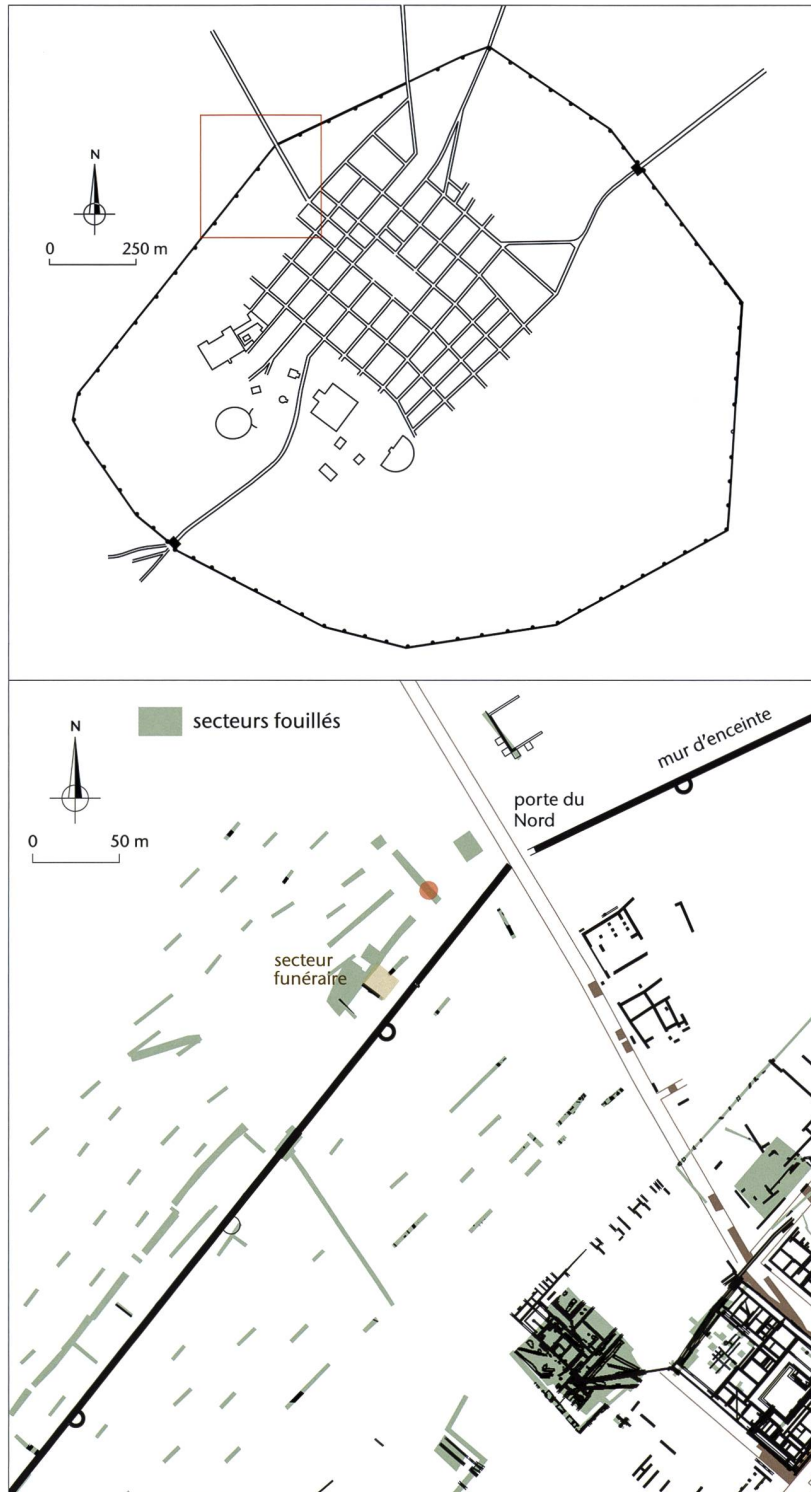 N
0 250 m
N
secteurs fouillés
0 50 m
mur d'enceinte
porte du
Nord
secteur
funéraire